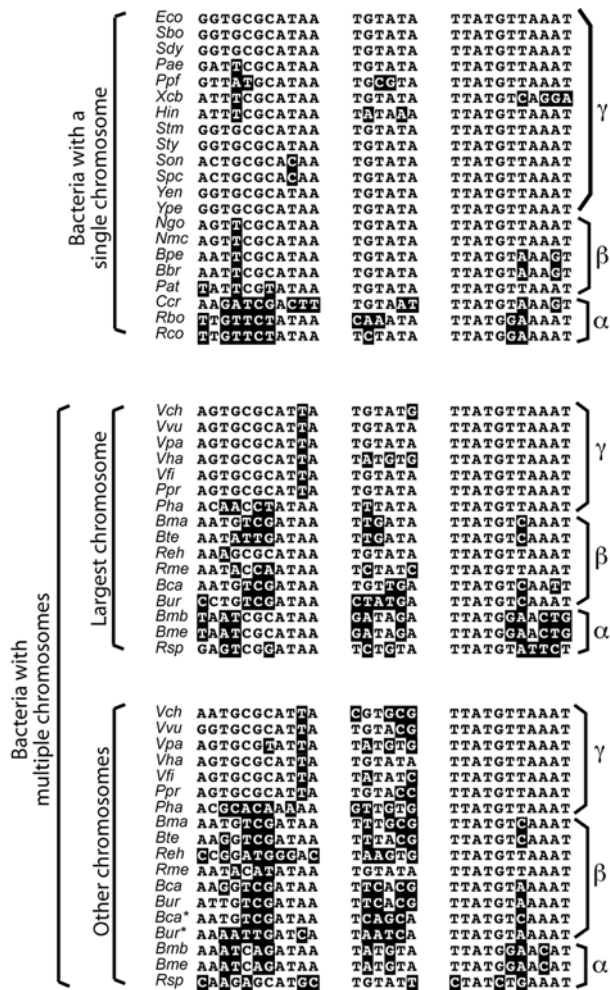 Bacteria with a single chromosome
Eco GGTGCGCATAA TGTATA TTATGTTAAAT
Sbo GGTGCGCATAA TGTATA TTATGTTAAAT
Sdy GGTGCGCATAA TGTATA TTATGTTAAAT
Pae GATTCGCATAA TGTATA TTATGTTAAAT
Ppf GTTATGCATAA TGCGTA TTATGTTAAAT
Xcb ATTTCGCATAA TGTATA TTATGTCAGGA
Hin ATTTCGCATAA TATAAA TTATGTTAAAT
Stm GGTGCGCATAA TGTATA TTATGTTAAAT
Sty GGTGCGCATAA TGTATA TTATGTTAAAT
Son ACTGCGCACAA TGTATA TTATGTTAAAT
Spc ACTGCGCACAA TGTATA TTATGTTAAAT
Yen GGTGCGCATAA TGTATA TTATGTTAAAT
Ype GGTGCGCATAA TGTATA TTATGTTAAAT
γ
Ngo AGTTCGCATAA TGTATA TTATGTTAAAT
Nmc AGTTCGCATAA TGTATA TTATGTTAAAT
Bpe AATTCGCATAA TGTATA TTATGTAAAGT
Bbr AATTCGCATAA TGTATA TTATGTAAAGT
Pat TATTCGTATAA TGTATA TTATGTTAAAT
β
Ccr AAGATCGACTT TGTAAT TTATGTAAAGT
Rbo TTGTTCTATAA CAAATA TTATGGAAAAT
Rco TTGTTCTATAA TCTATA TTATGGAAAAT
α
Bacteria with multiple chromosomes
Largest chromosome
Vch AGTGCGCATTA TGTATG TTATGTTAAAT
Vvu AGTGCGCATTA TGTATA TTATGTTAAAT
Vpa AGTGCGCATTA TGTATA TTATGTTAAAT
Vha AGTGCGCATTA TATGTG TTATGTTAAAT
Vfi AGTGCGCATTA TGTATA TTATGTTAAAT
Ppr AGTGCGCATTA TGTATA TTATGTTAAAT
Pha ACAACCTATAA TTTATA TTATGTTAAAT
γ
Bma AATGTCGATAA TTGATA TTATGTCAAAT
Bte AATATTGATAA TTGATA TTATGTCAAAT
Reh AAAGCGCATAA TGTATA TTATGTTAAAT
Rme AATACCAATAA TCTATC TTATGTTAAAT
Bca AATGTCGATAA TGTTGA TTATGTCAATT
Bur CCTGTCGATAA CTATGA TTATGTCAAAT
β
Bmb TAATCGCATAA GATAGA TTATGGAACTG
Bme TAATCGCATAA GATAGA TTATGGAACTG
Rsp GAGTCGGATAA TCTGTA TTATGTATTCT
α
Other chromosomes
Vch AATGCGCATTA CGTGCG TTATGTTAAAT
Vvu GGTGCGCATTA TGTACG TTATGTTAAAT
Vpa AGTGCGTATTA TATGTG TTATGTTAAAT
Vha AGTGCGCATTA TGTATA TTATGTTAAAT
Vfi AGTGCGCATTA TATATC TTATGTTAAAT
Ppr AGTGCGCATTA TGTACC TTATGTTAAAT
Pha ACGCACAAAAA GTTGTG TTATGTTAAAT
γ
Bma AATGTCGATAA TTTGCG TTATGTCAAAT
Bte AAGGTCGATAA TTTACG TTATGTCAAAT
Reh CCGGATGGGAC TAAGTG TTATGTTAAAT
Rme AATACATATAA TGTATA TTATGTTAAAT
Bca AAGGTCGATAA TTCACG TTATGTAAAAT
Bur ATTGTCGATAA TTCACG TTATGTAAAAT
Bca* AATGTCGATAA TCAGCA TTATGTCAAAT
Bur* AAAATTGATCA TAATCA TTATGTAAAAT
β
Bmb AAATCAGATAA TATGTA TTATGGAACAT
Bme AAATCAGATAA TATGTA TTATGGAACAT
Rsp CAAGAGCATGC TGTATT CTATCTGAAAT
α